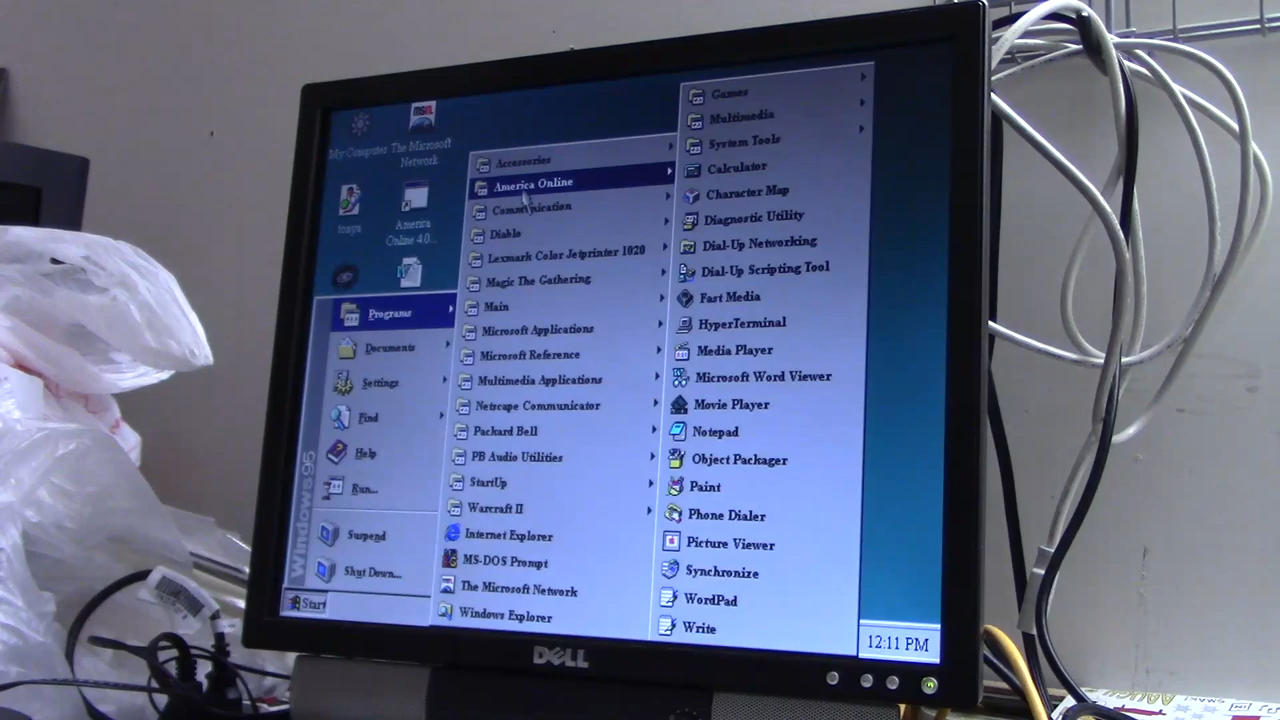 My Computer
The Microsoft
Network
tonya
America
Online 4.0...
Programs
Documents
Settings
Find
Help
Run...
Suspend
Shut Down...
Windows95
Start
Accessories
America Online
Communication
Diablo
Lexmark Color Jetprinter 1020
Magic The Gathering
Main
Microsoft Applications
Microsoft Reference
Multimedia Applications
Netscape Communicator
Packard Bell
PB Audio Utilities
StartUp
Warcraft II
Internet Explorer
MS-DOS Prompt
The Microsoft Network
Windows Explorer
Games
Multimedia
System Tools
Calculator
Character Map
Diagnostic Utility
Dial-Up Networking
Dial-Up Scripting Tool
Fast Media
HyperTerminal
Media Player
Microsoft Word Viewer
Movie Player
Notepad
Object Packager
Paint
Phone Dialer
Picture Viewer
Synchronize
WordPad
Write
12:11 PM
DELL